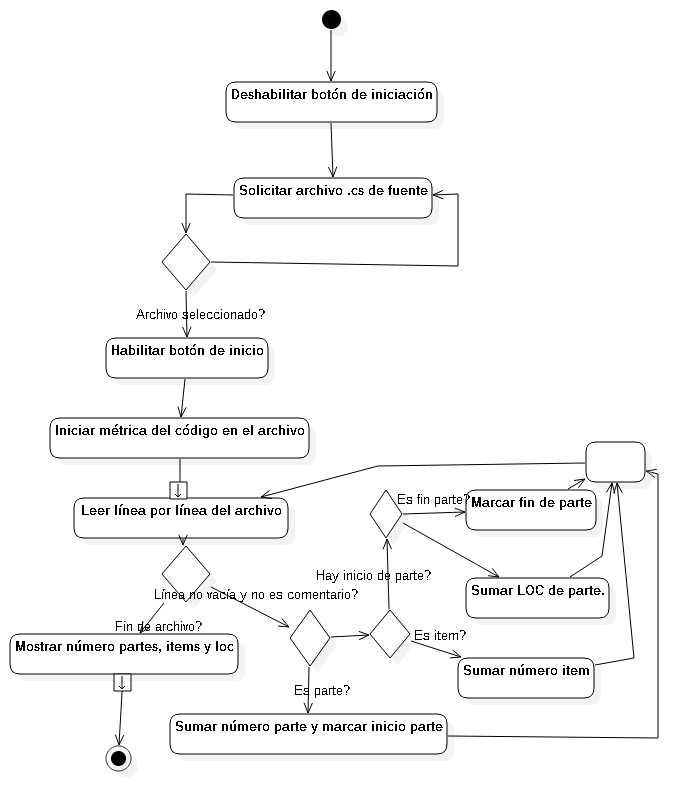 Deshabilitar botón de iniciación
Solicitar archivo .cs de fuente
Archivo seleccionado?
Habilitar botón de inicio
Iniciar métrica del código en el archivo
Leer línea por línea del archivo
Es fin parte?
Marcar fin de parte
Hay inicio de parte?
Sumar LOC de parte.
Línea no vacía y no es comentario?
Fin de archivo?
Mostrar número partes, items y loc
Es item?
Sumar número item
Es parte?
Sumar número parte y marcar inicio parte